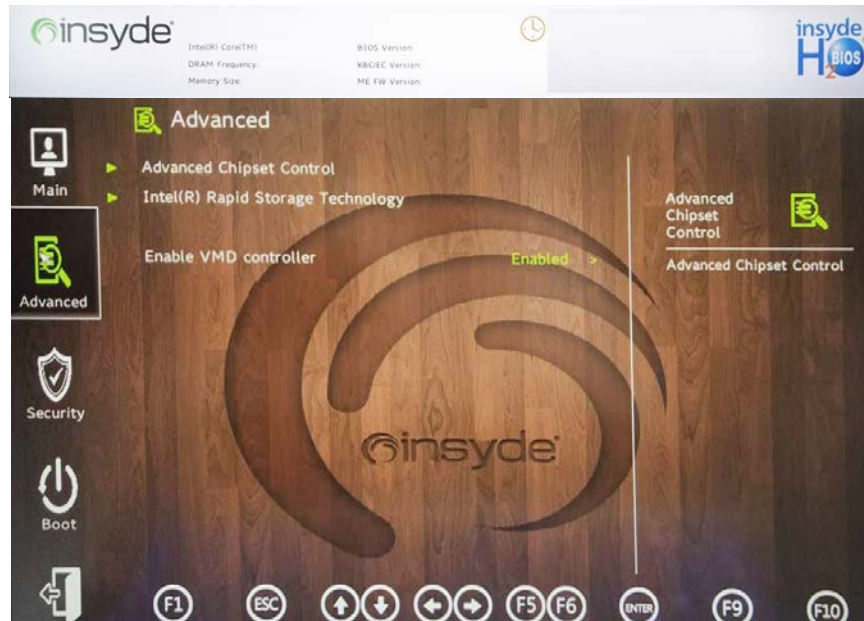 insyde
Intel(R) Core(TM)
DRAM Frequency:
Memory Size:
BIOS Version:
KBC/EC Version:
ME FW Version:
insyde
H2O BIOS
Main
Advanced
Security
Boot
Advanced
Advanced Chipset Control
Intel(R) Rapid Storage Technology
Enable VMD controller Enabled >
Advanced
Chipset
Control
Advanced Chipset Control
insyde
F1 ESC F5 F6 ENTER F9 F10